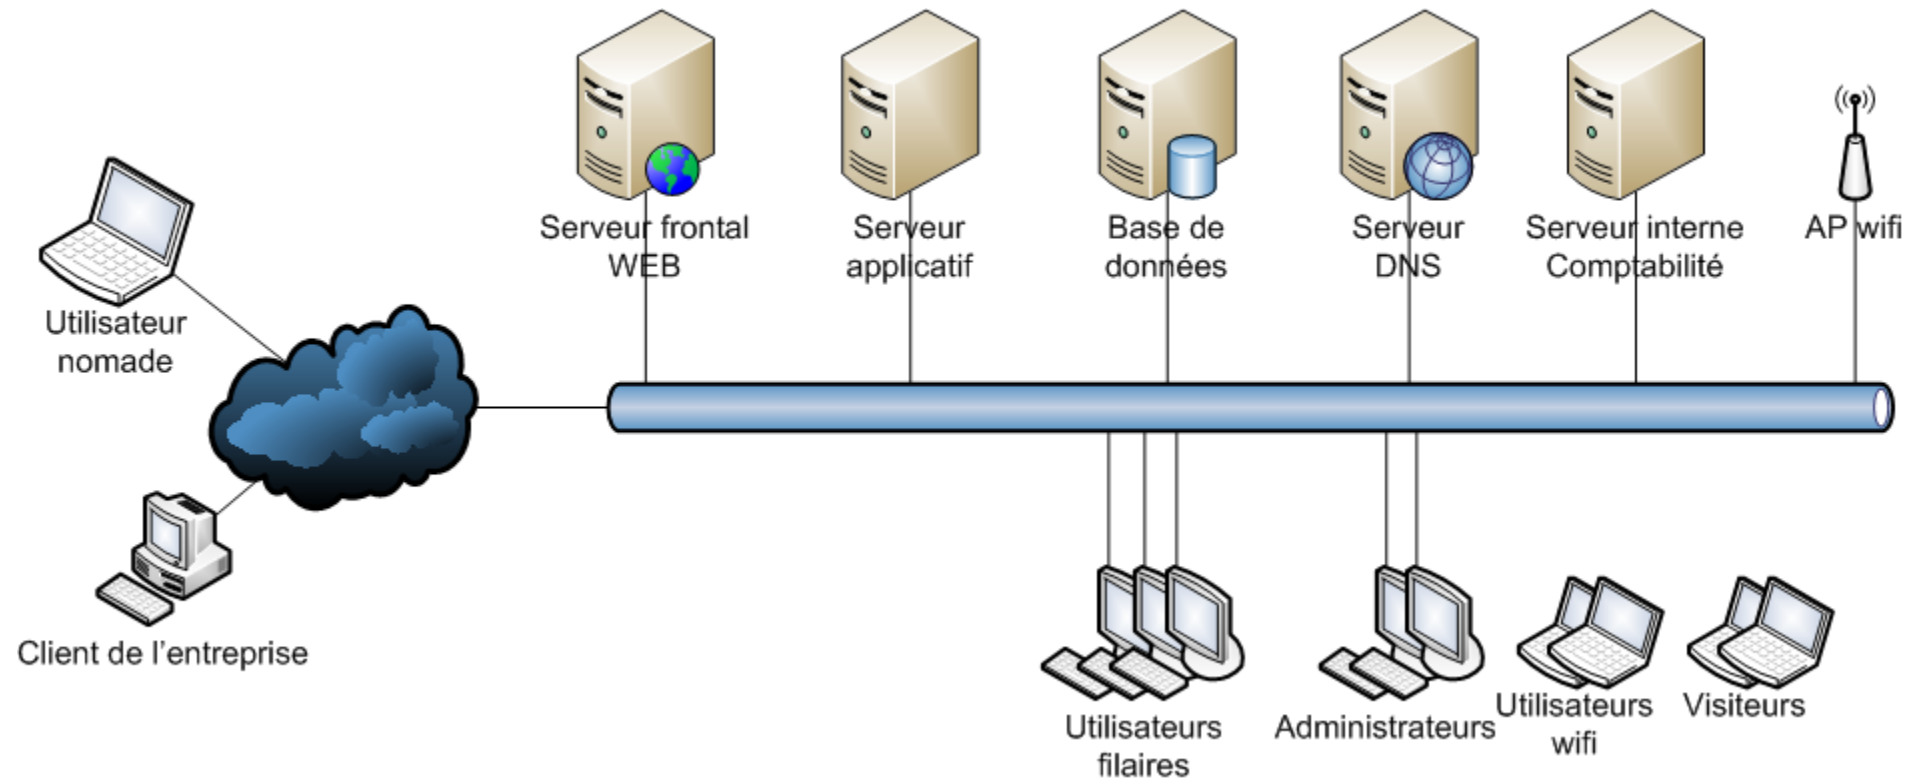 Serveur frontal
WEB
Serveur
applicatif
Base de
données
Serveur
DNS
Serveur interne
Comptabilité
AP wifi
Utilisateur
nomade
Client de l'entreprise
Utilisateurs
filaires
Administrateurs
Utilisateurs
wifi
Visiteurs